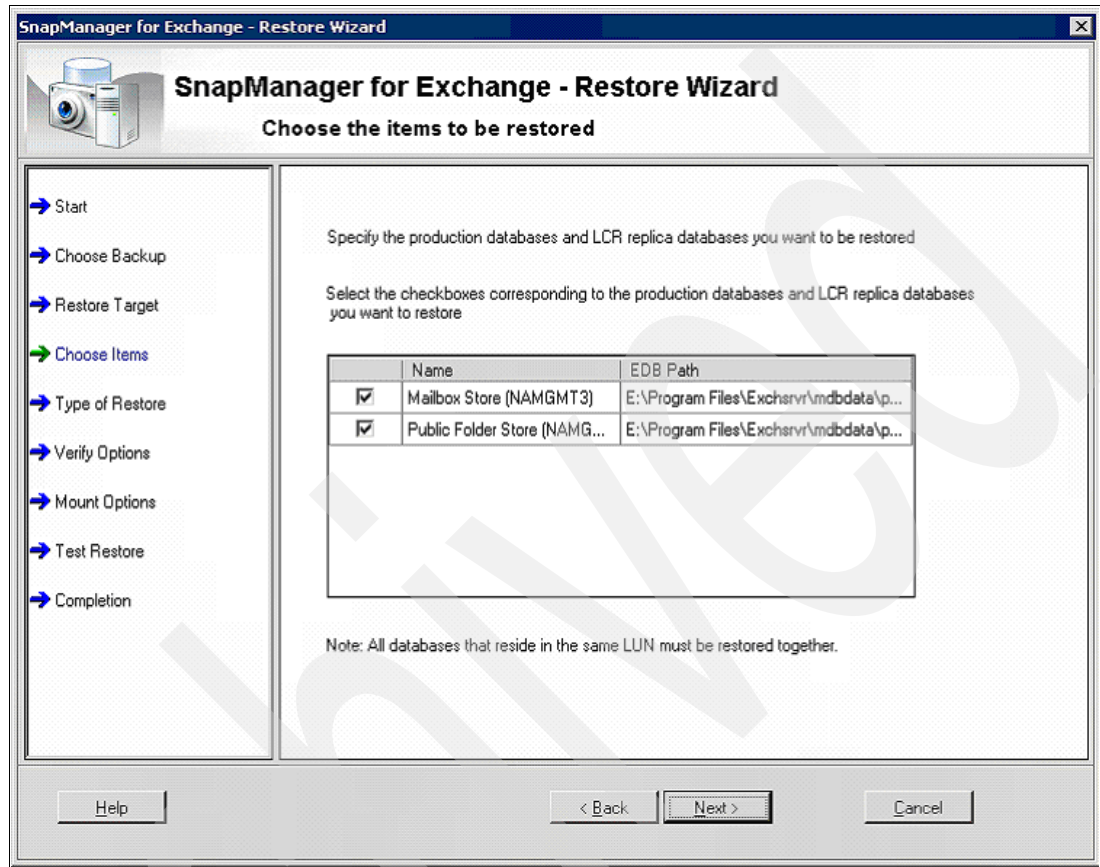 SnapManager for Exchange - Restore Wizard
SnapManager for Exchange - Restore Wizard
Choose the items to be restored
Start
Choose Backup
Restore Target
Choose Items
Type of Restore
Verify Options
Mount Options
Test Restore
Completion
Specify the production databases and LCR replica databases you want to be restored
Select the checkboxes corresponding to the production databases and LCR replica databases
you want to restore
Name EDB Path
Mailbox Store (NAMGMT3) E:\Program Files\Exchsrvr\mdbdata\p...
Public Folder Store (NAMG... E:\Program Files\Exchsrvr\mdbdata\p...
Note: All databases that reside in the same LUN must be restored together.
Help < Back Next > Cancel
hived